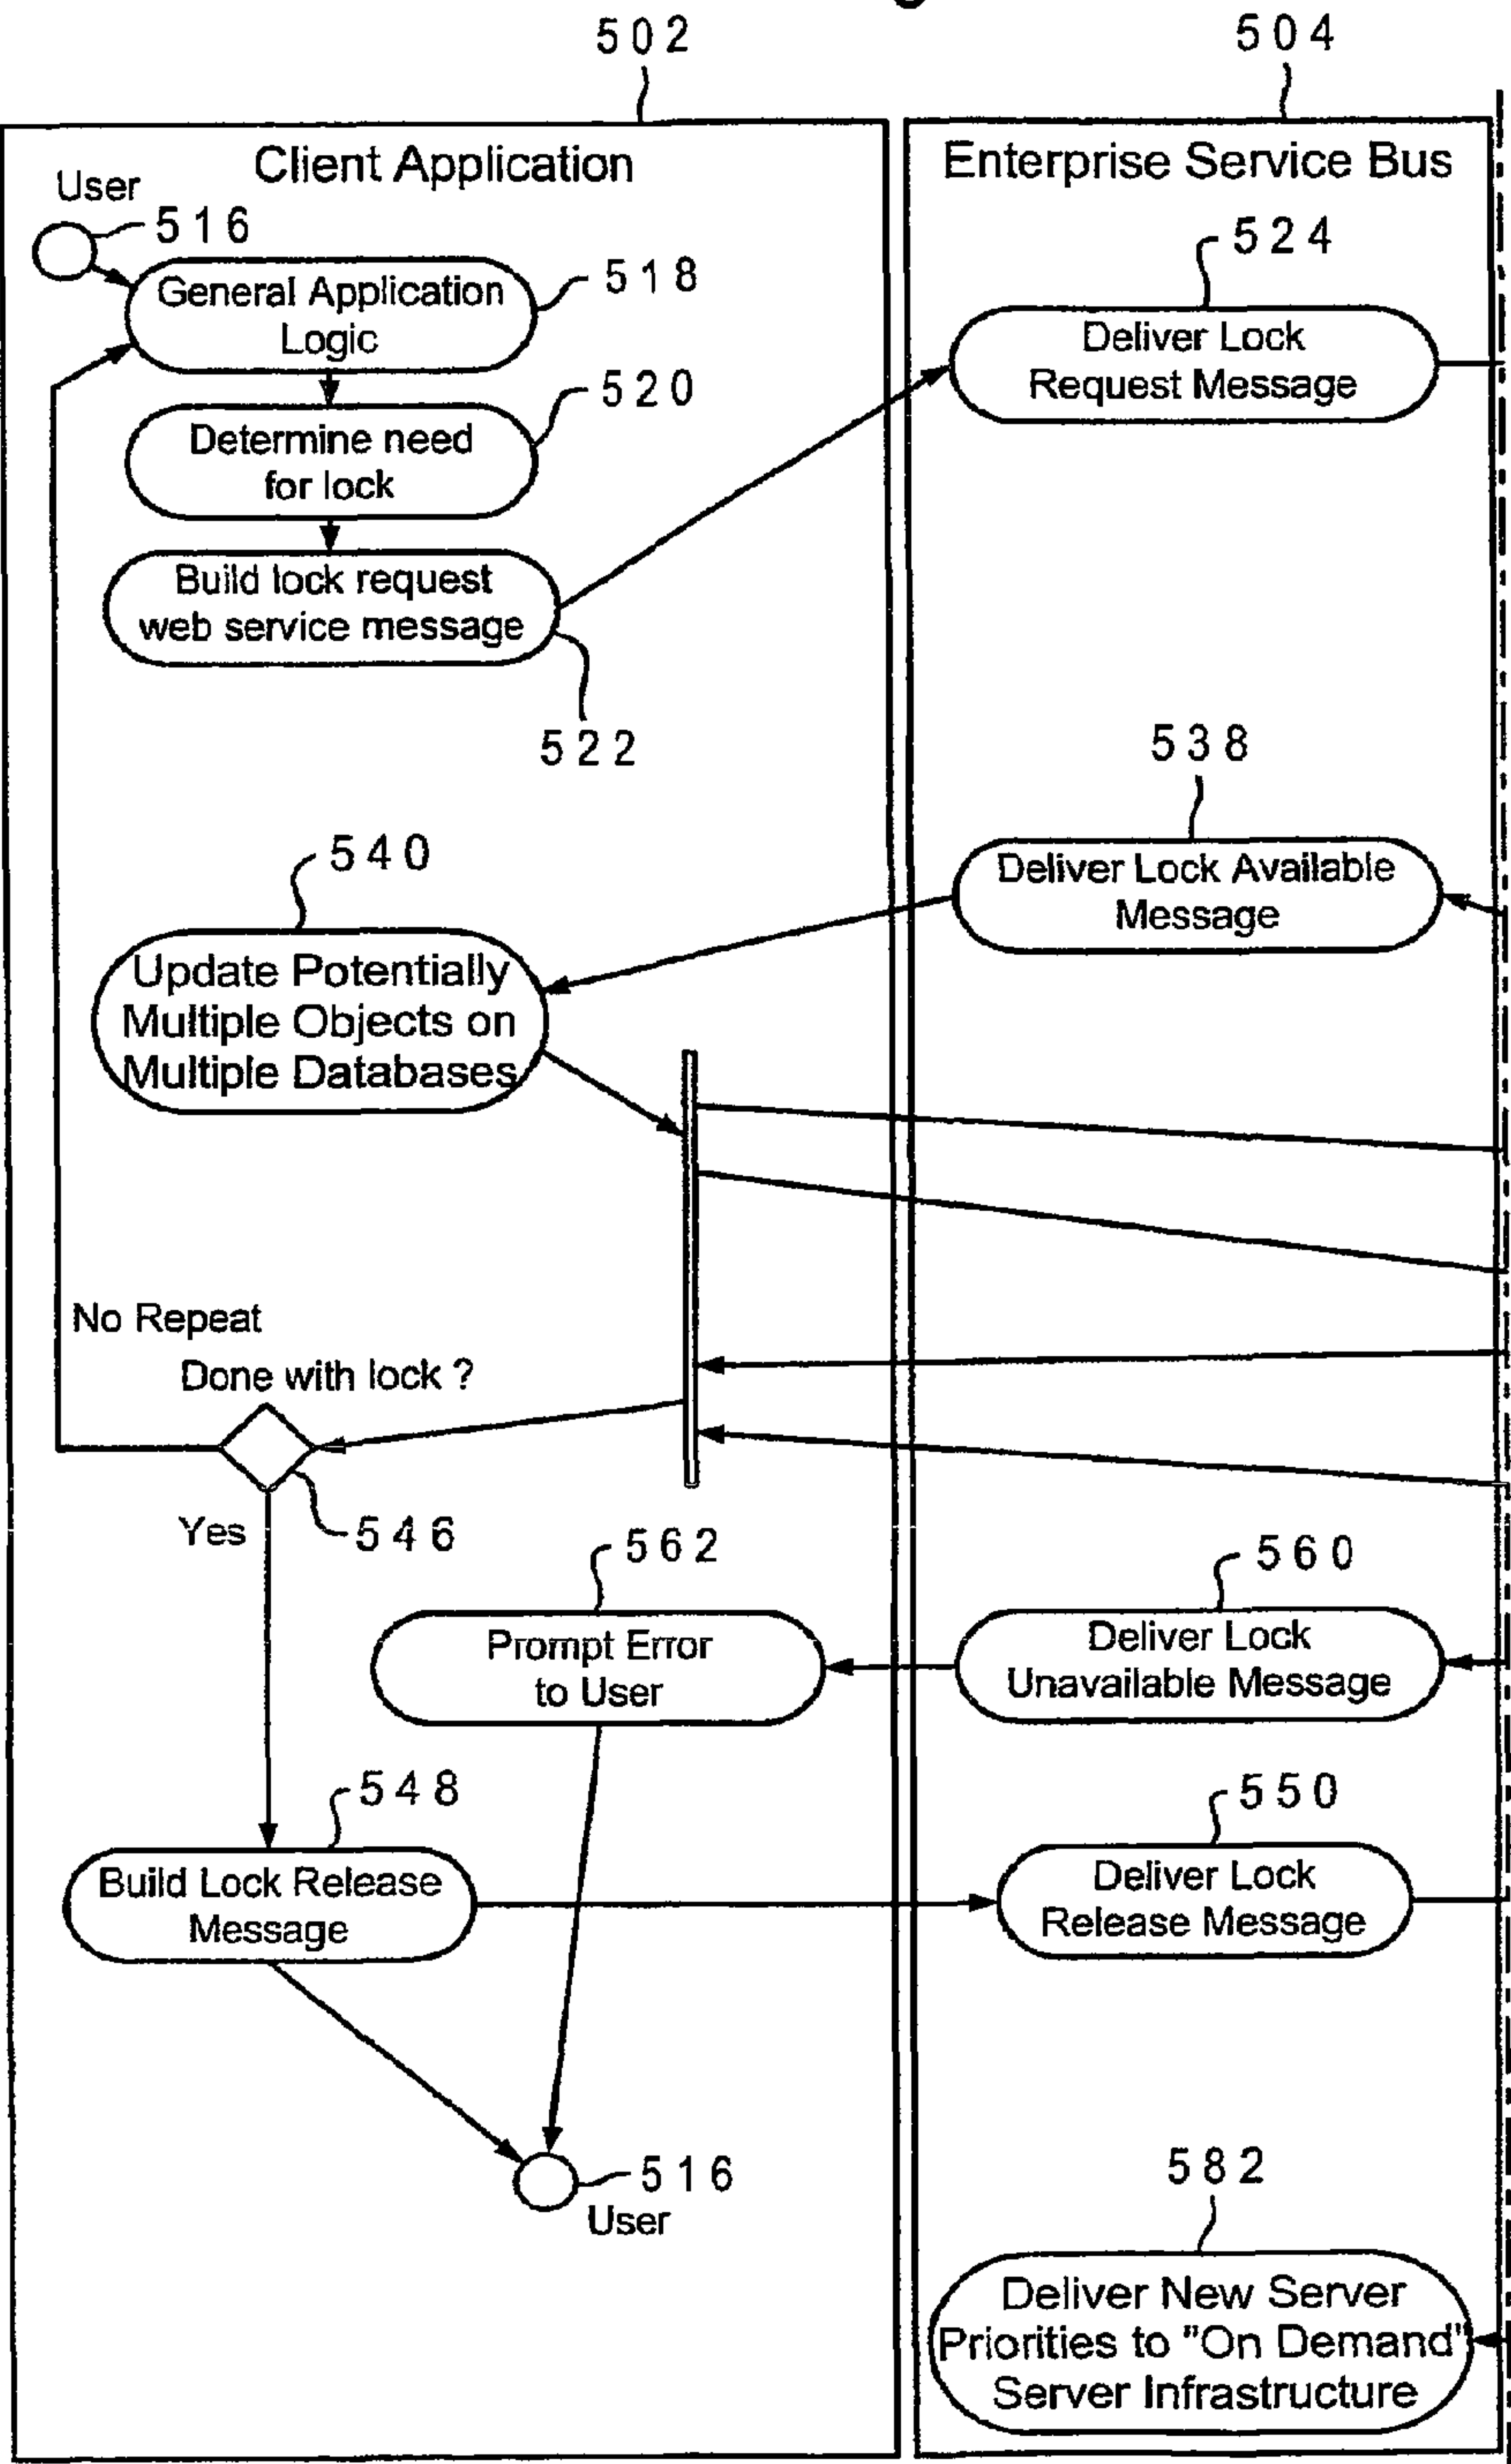 502
504
Client Application
Enterprise Service Bus
User
516
524
General Application
Logic
518
Deliver Lock
Request Message
520
Determine need
for lock
Build lock request
web service message
522
538
540
Deliver Lock Available
Message
Update Potentially
Multiple Objects on
Multiple Databases
No Repeat
Done with lock ?
Yes
546
562
560
Prompt Error
to User
Deliver Lock
Unavailable Message
548
550
Build Lock Release
Message
Deliver Lock
Release Message
516
User
582
Deliver New Server
Priorities to "On Demand"
Server Infrastructure